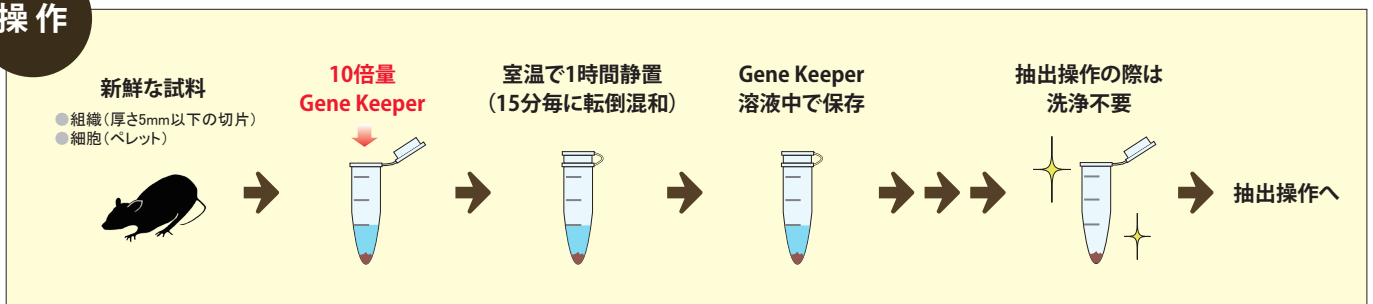 操作
新鮮な試料
●組織（厚さ5mm以下の切片）
●細胞（ペレット）
10倍量
Gene Keeper
室温で1時間静置
（15分毎に転倒混和）
Gene Keeper
溶液中で保存
抽出操作の際は
洗浄不要
抽出操作へ